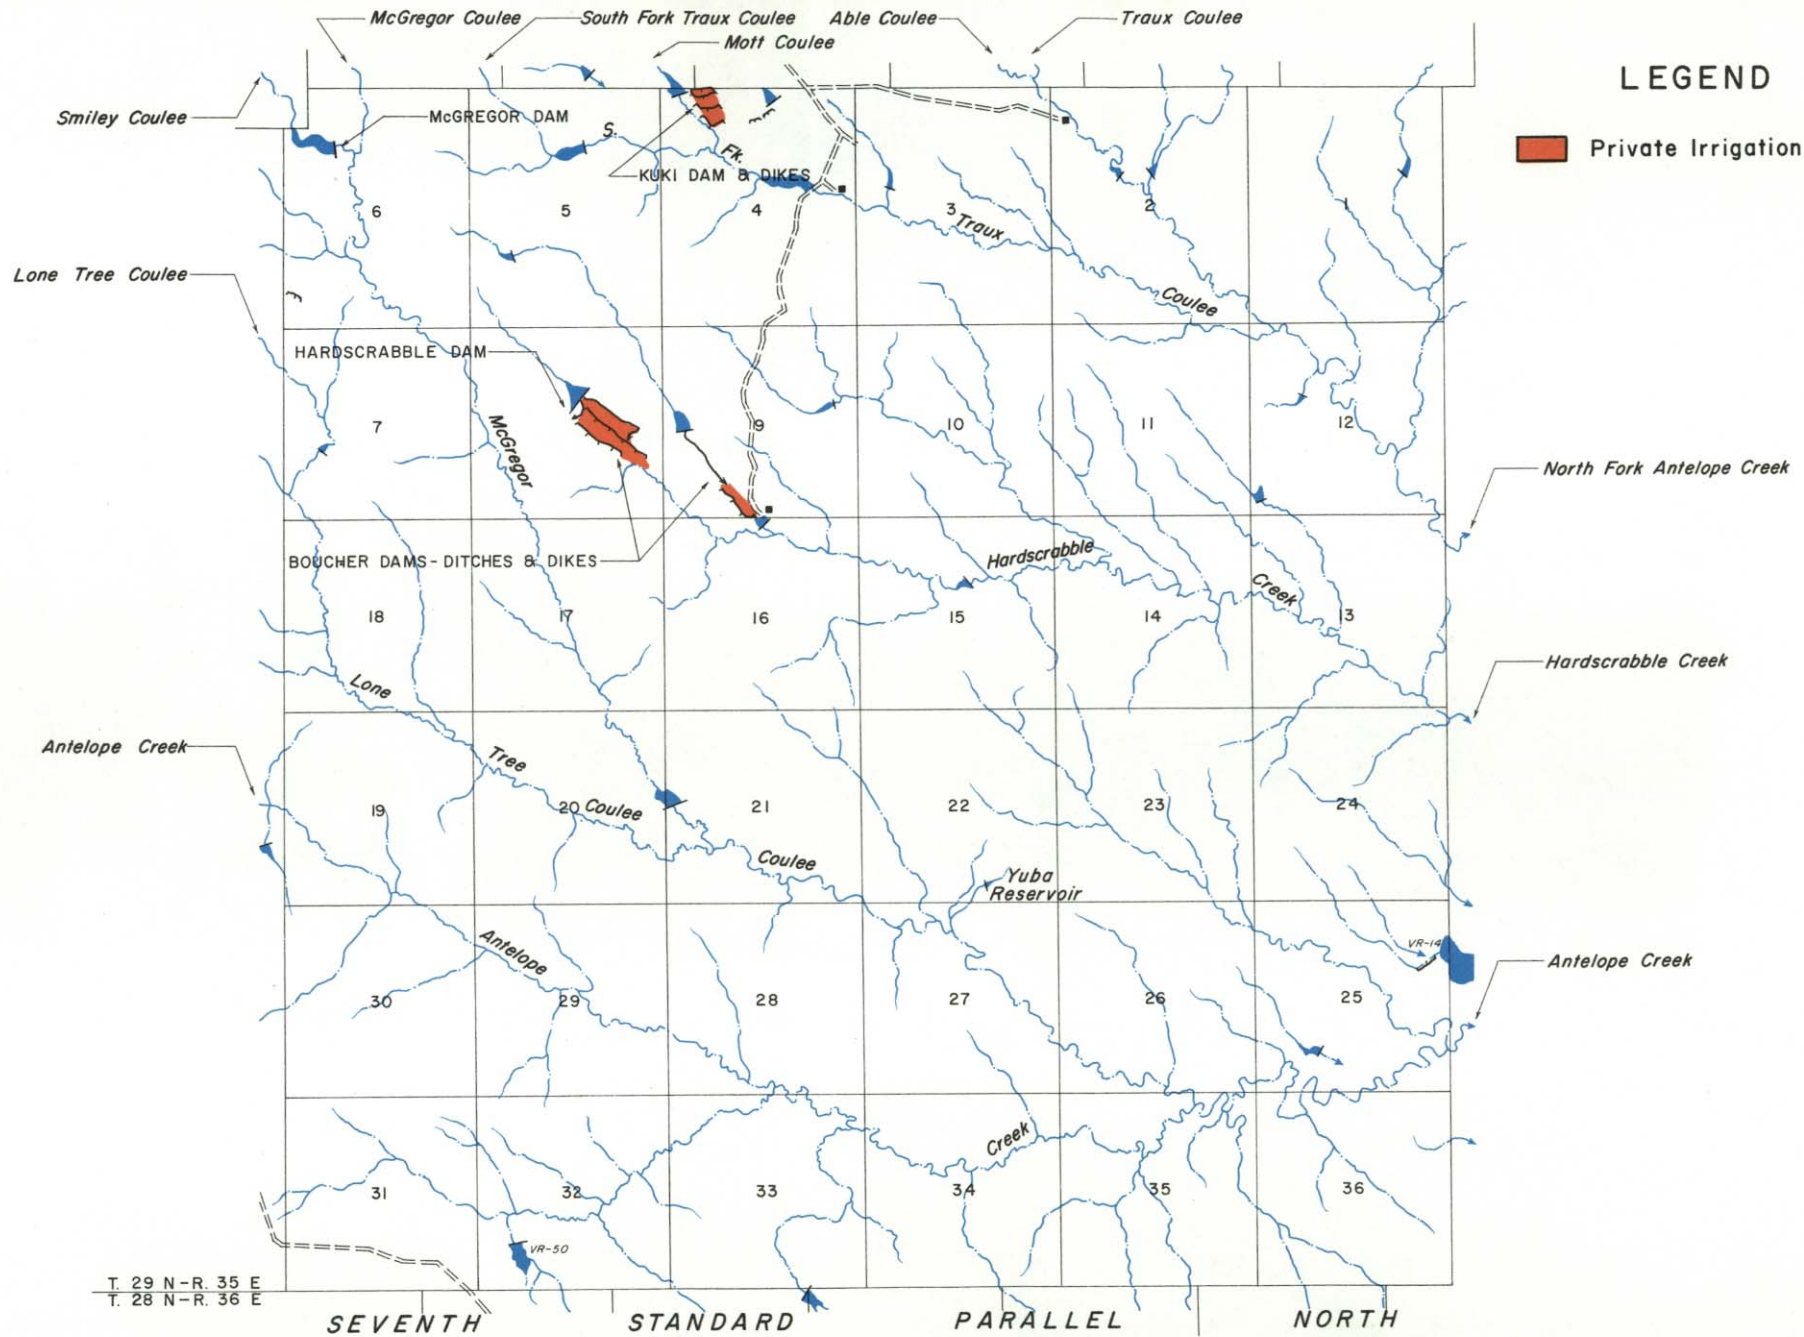 McGregor Coulee
South Fork Traux Coulee
Able Coulee
Traux Coulee
Mott Coulee
LEGEND
Smiley Coulee
McGREGOR DAM
S.
Fk.
Private Irrigation
KUKI DAM & DIKES
6
5
4
3
2
1
Traux
Coulee
Lone Tree Coulee
HARDSCRABBLE DAM
McGregor
7
9
10
11
12
North Fork Antelope Creek
BOUCHER DAMS-DITCHES & DIKES
Hardscrabble
Creek
18
17
16
15
14
13
Hardscrabble Creek
Lone
Tree
Coulee
Coulee
Antelope Creek
19
20
21
22
23
24
Yuba
Reservoir
VR-14
Antelope
Creek
Antelope Creek
30
29
28
27
26
25
31
32
33
34
35
36
VR-50
T. 29 N-R. 35 E
T. 28 N-R. 36 E
SEVENTH STANDARD PARALLEL NORTH